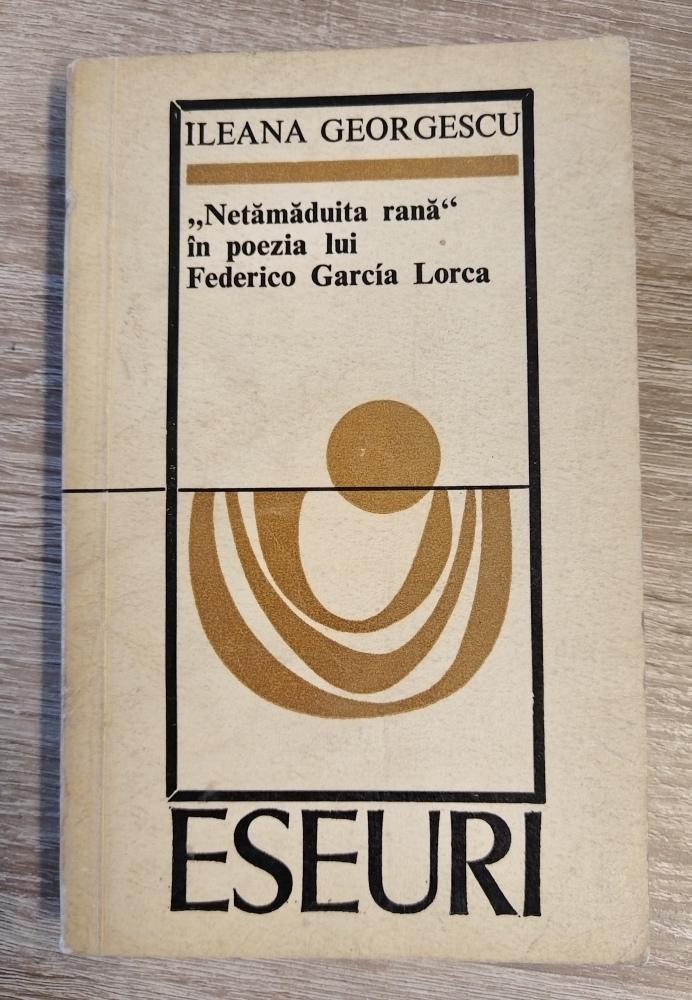 ILEANA GEORGESCU
„Netămăduita rană“
în poezia lui
Federico García Lorca
ESEURI